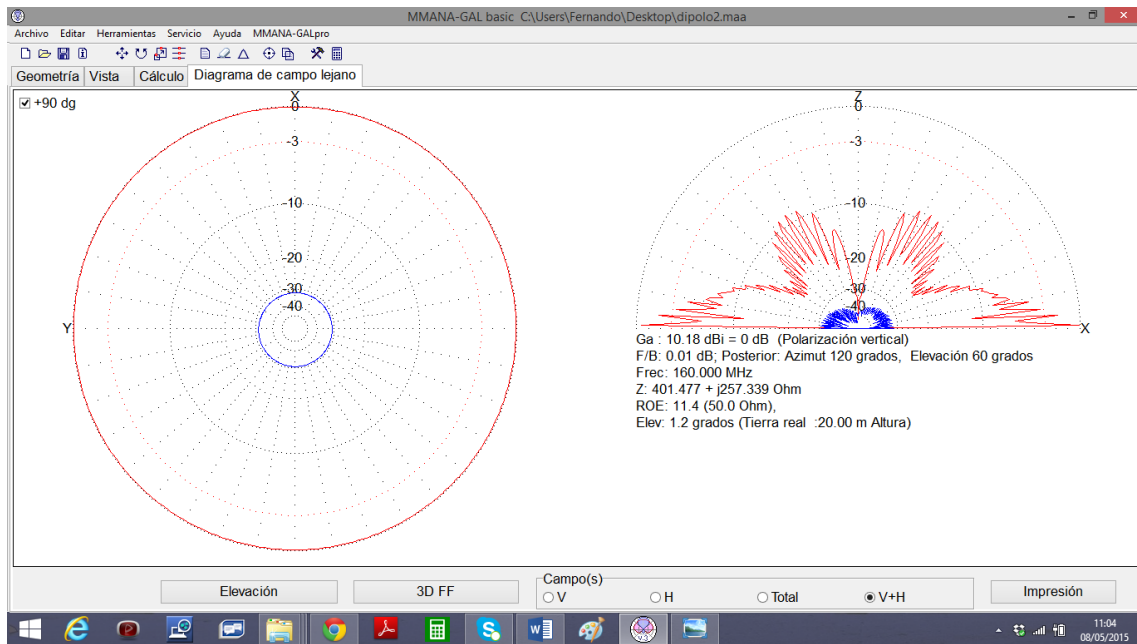 MMANA-GAL basic C:\Users\Fernando\Desktop\dipolo2.maa
Archivo Editar Herramientas Servicio Ayuda MMANA-GALpro
Geometría Vista Cálculo Diagrama de campo lejano
+90 dg
X
0
-3
-10
-20
-30
-40
Y
Z
0
-3
-10
-20
-30
-40
X
Ga : 10.18 dBi = 0 dB (Polarización vertical)
F/B: 0.01 dB; Posterior: Azimut 120 grados, Elevación 60 grados
Frec: 160.000 MHz
Z: 401.477 + j257.339 Ohm
ROE: 11.4 (50.0 Ohm),
Elev: 1.2 grados (Tierra real :20.00 m Altura)
Elevación
3D FF
Campo(s)
V H Total V+H
Impresión
11:04
08/05/2015